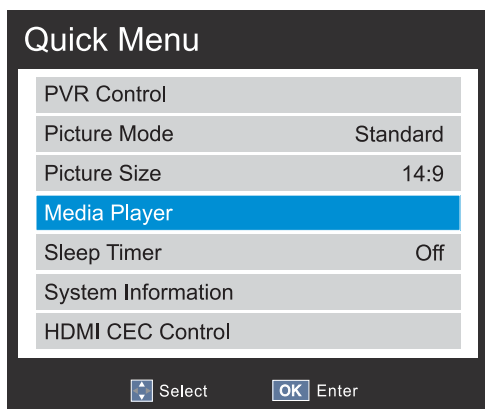 Quick Menu
PVR Control
Picture Mode Standard
Picture Size 14:9
Media Player
Sleep Timer Off
System Information
HDMI CEC Control
Select OK Enter